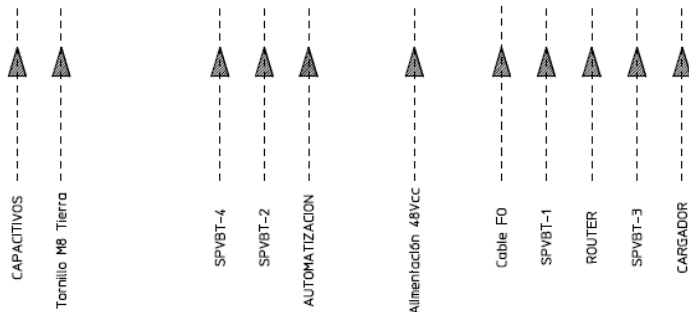 CAPACITIVOS
Tornillo M8 Tierra
SPVBT-4
SPVBT-2
AUTOMATIZACION
Alimentación 48Vcc
Cable FO
SPVBT-1
ROUTER
SPVBT-3
CARGADOR